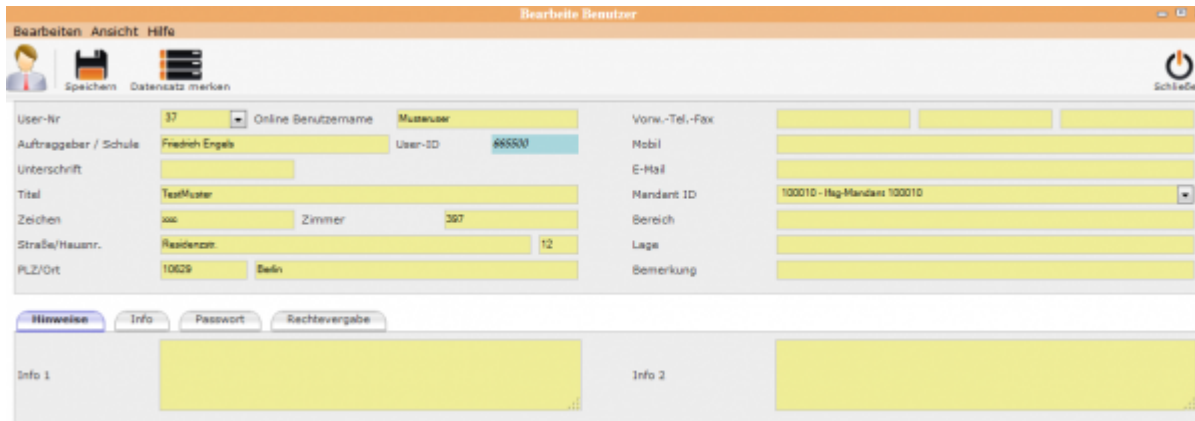 Bearbeite Benutzer
Bearbeiten Ansicht Hilfe
Speichern Datensatz merken Schließe
User-Nr 37 Online Benutzername Musteruser Vorw.-Tel.-Fax
Auftraggeber / Schule Friedrich Engels User-ID 665500 Mobil
Unterschrift E-Mail
Titel TestMuster Mandant ID 100010 - Hsg-Mandant 100010
Zeichen xxx Zimmer 397 Bereich
Straße/Hausnr. Residenzstr. 12 Lage
PLZ/Ort 10629 Berlin Bemerkung
Hinweise Info Passwort Rechtevergabe
Info 1 Info 2